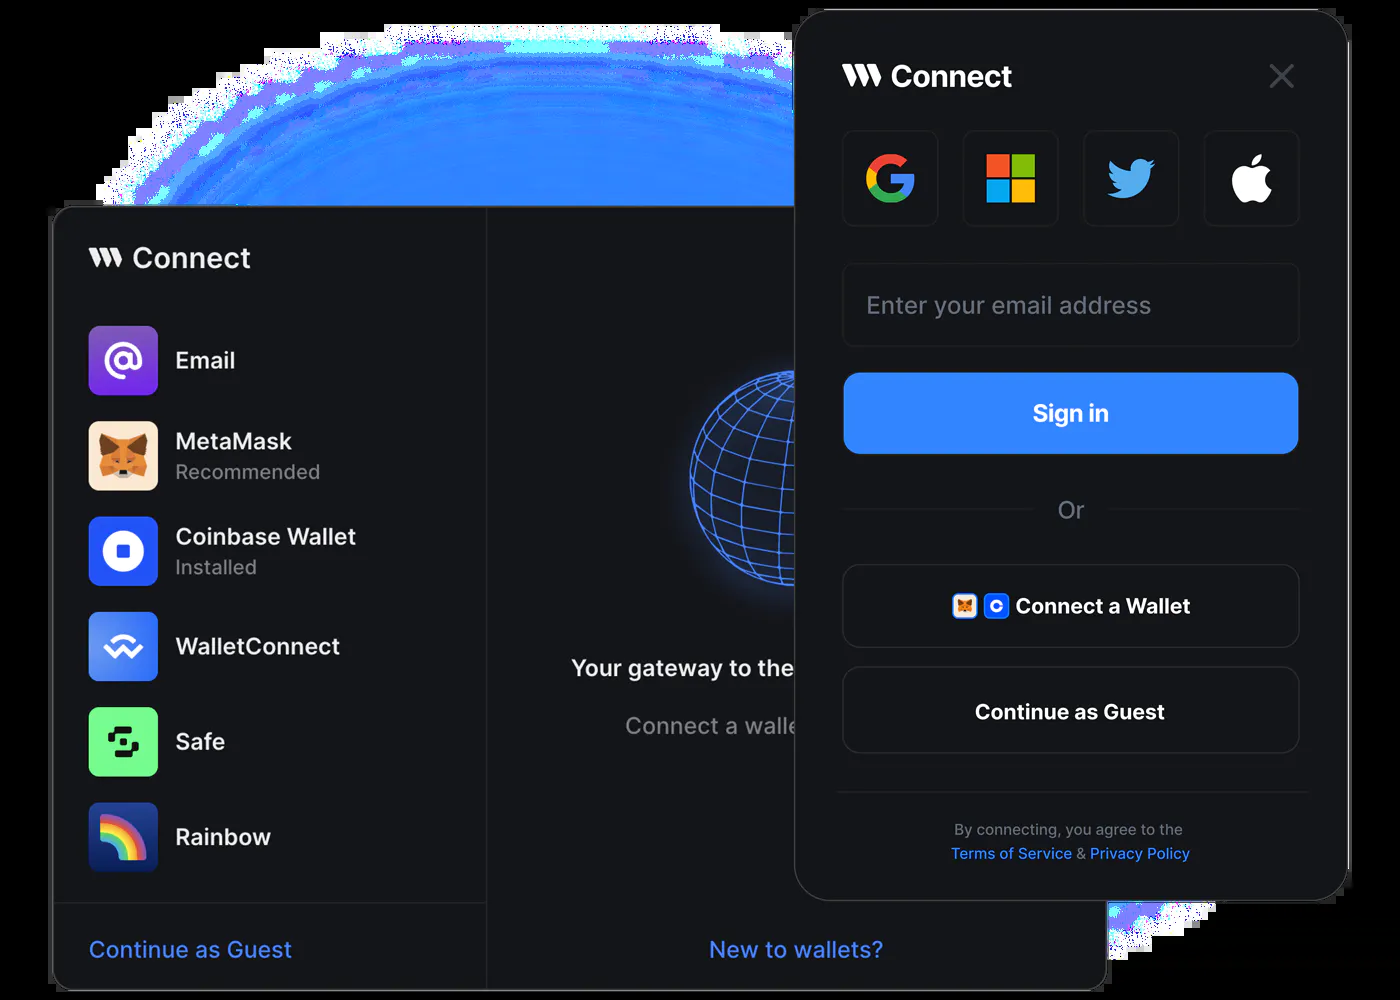 Connect
Email
MetaMask
Recommended
Coinbase Wallet
Installed
WalletConnect
Safe
Rainbow
Continue as Guest
Your gateway to the
Connect a
New to wallets?
Connect
Enter your email address
Sign in
Or
Connect a Wallet
Continue as Guest
By connecting, you agree to the
Terms of Service & Privacy Policy